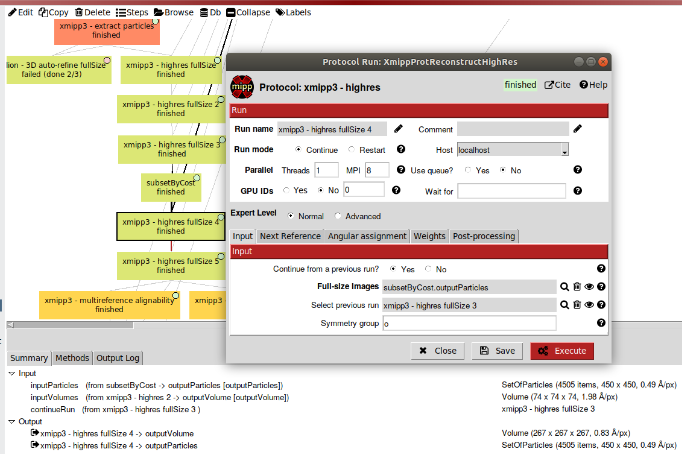 Edit Copy Delete Steps Browse Db Collapse Labels
xmipp3 - extract particles
finished
lion - 3D auto-refine fullSize
failed (done 2/3)
xmipp3 - highres fullSize
finished
xmipp3 - highres fullSize 2
finished
xmipp3 - highres fullSize 3
finished
subsetByCost
finished
xmipp3 - highres fullSize 4
finished
xmipp3 - highres fullSize 5
finished
xmipp3 - multireference alignability
finished
xmipp3 -
Protocol Run: XmippProtReconstructHighRes
mipp
Protocol: xmipp3 - highres
finished Cite Help
Run
Run name xmipp3 - highres fullSize 4 Comment
Run mode Continue Restart ? Host localhost
Parallel Threads 1 MPI 8 ? Use queue? Yes No ?
GPU IDs Yes No 0 ? Wait for ?
Expert Level Normal Advanced
Input Next Reference Angular assignment Weights Post-processing
Input
Continue from a previous run? Yes No ?
Full-size Images subsetByCost.outputParticles ?
Select previous run xmipp3 - highres fullSize 3 ?
Symmetry group o ?
Close Save Execute
Summary Methods Output Log
Input
inputParticles (from subsetByCost -> outputParticles [outputParticles]) SetOfParticles (4505 items, 450 x 450, 0.49 Å/px)
inputVolumes (from xmipp3 - highres 2 -> outputVolume [outputVolume]) Volume (74 x 74 x 74, 1.98 Å/px)
continueRun (from xmipp3 - highres fullSize 3 ) xmipp3 - highres fullSize 3
Output
xmipp3 - highres fullSize 4 -> outputVolume Volume (267 x 267 x 267, 0.83 Å/px)
xmipp3 - highres fullSize 4 -> outputParticles SetOfParticles (4505 items, 450 x 450, 0.49 Å/px)